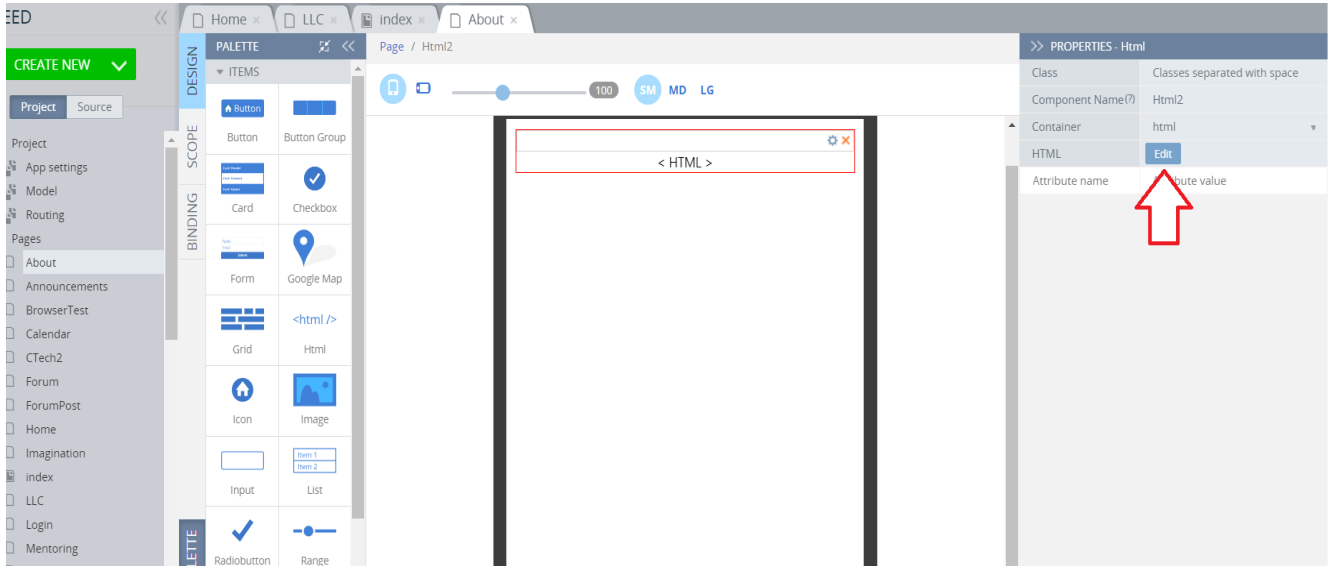 EED
Home ×
LLC ×
index ×
About ×
CREATE NEW
Project
Source
Project
App settings
Model
Routing
Pages
About
Announcements
BrowserTest
Calendar
CTech2
Forum
ForumPost
Home
Imagination
index
LLC
Login
Mentoring
DESIGN
SCOPE
BINDING
LETTE
PALETTE
ITEMS
Button
Button
Button Group
Card
Checkbox
Form
Google Map
<html />
Grid
Html
Icon
Image
Item 1
Item 2
Input
List
Radiobutton
Range
Page / Html2
100
SM
MD
LG
< HTML >
PROPERTIES - Html
Class
Classes separated with space
Component Name(?)
Html2
Container
html
HTML
Edit
Attribute name
bute value